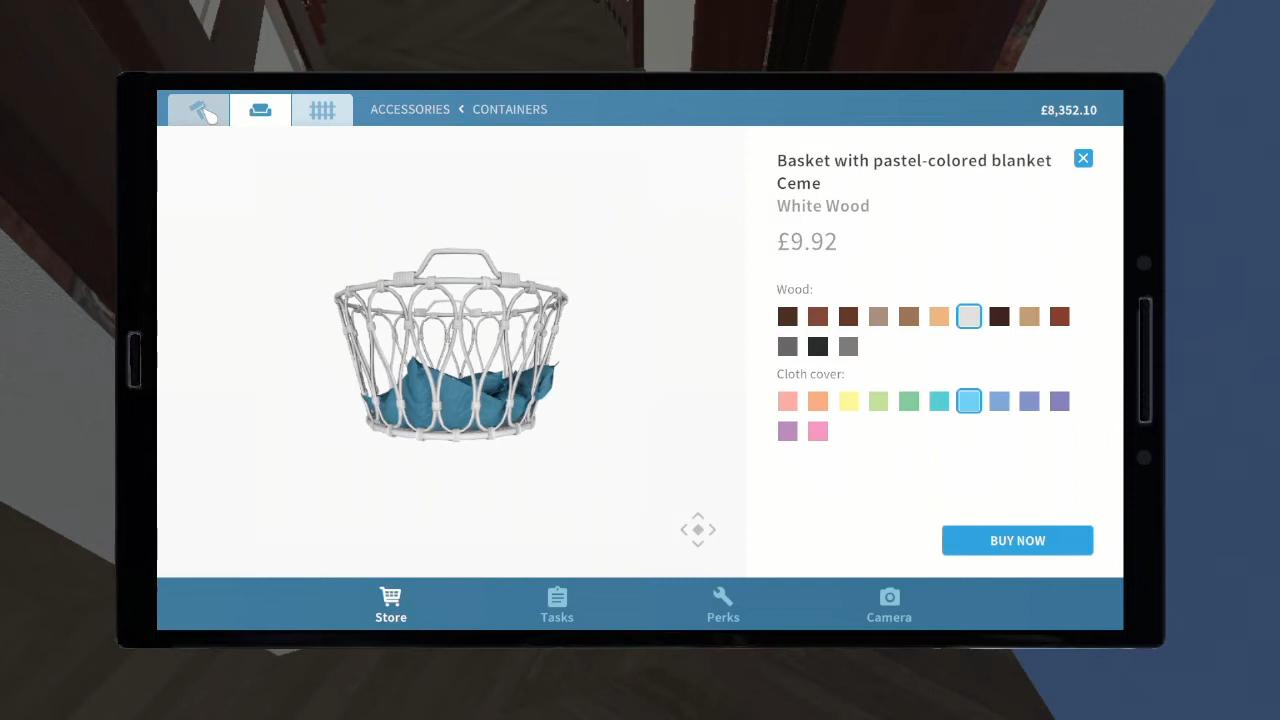 ACCESSORIES < CONTAINERS
£8,352.10
Basket with pastel-colored blanket
Ceme
White Wood
£9.92
Wood:
Cloth cover:
BUY NOW
Store
Tasks
Perks
Camera